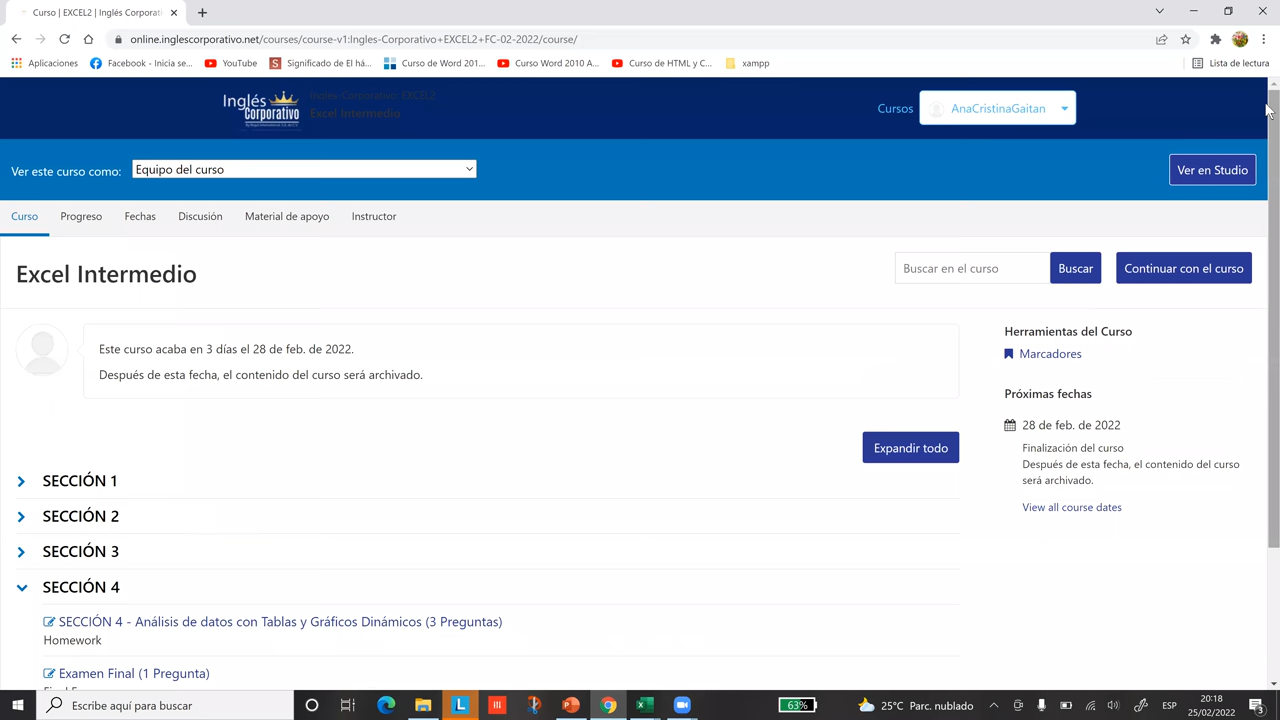 Curso | EXCEL2 | Inglés Corporati
online.inglescorporativo.net/courses/course-v1:Ingles-Corporativo+EXCEL2+FC-02-2022/course/
Aplicaciones Facebook - Inicia se... YouTube Significado de El há... Curso de Word 201... Curso Word 2010 A... Curso de HTML y C... xampp Lista de lectura
Inglés Corporativo
Ingles-Corporativo: EXCEL2
Excel Intermedio
Cursos AnaCristinaGaitan
Ver este curso como: Equipo del curso Ver en Studio
Curso Progreso Fechas Discusión Material de apoyo Instructor
Excel Intermedio Buscar en el curso Buscar Continuar con el curso
Este curso acaba en 3 días el 28 de feb. de 2022.
Después de esta fecha, el contenido del curso será archivado.
Herramientas del Curso
Marcadores
Próximas fechas
28 de feb. de 2022
Finalización del curso
Después de esta fecha, el contenido del curso
será archivado.
View all course dates
Expandir todo
SECCIÓN 1
SECCIÓN 2
SECCIÓN 3
SECCIÓN 4
SECCIÓN 4 - Análisis de datos con Tablas y Gráficos Dinámicos (3 Preguntas)
Homework
Examen Final (1 Pregunta)
Escribe aquí para buscar 63% 25°C Parc. nublado ESP 20:18
25/02/2022 3